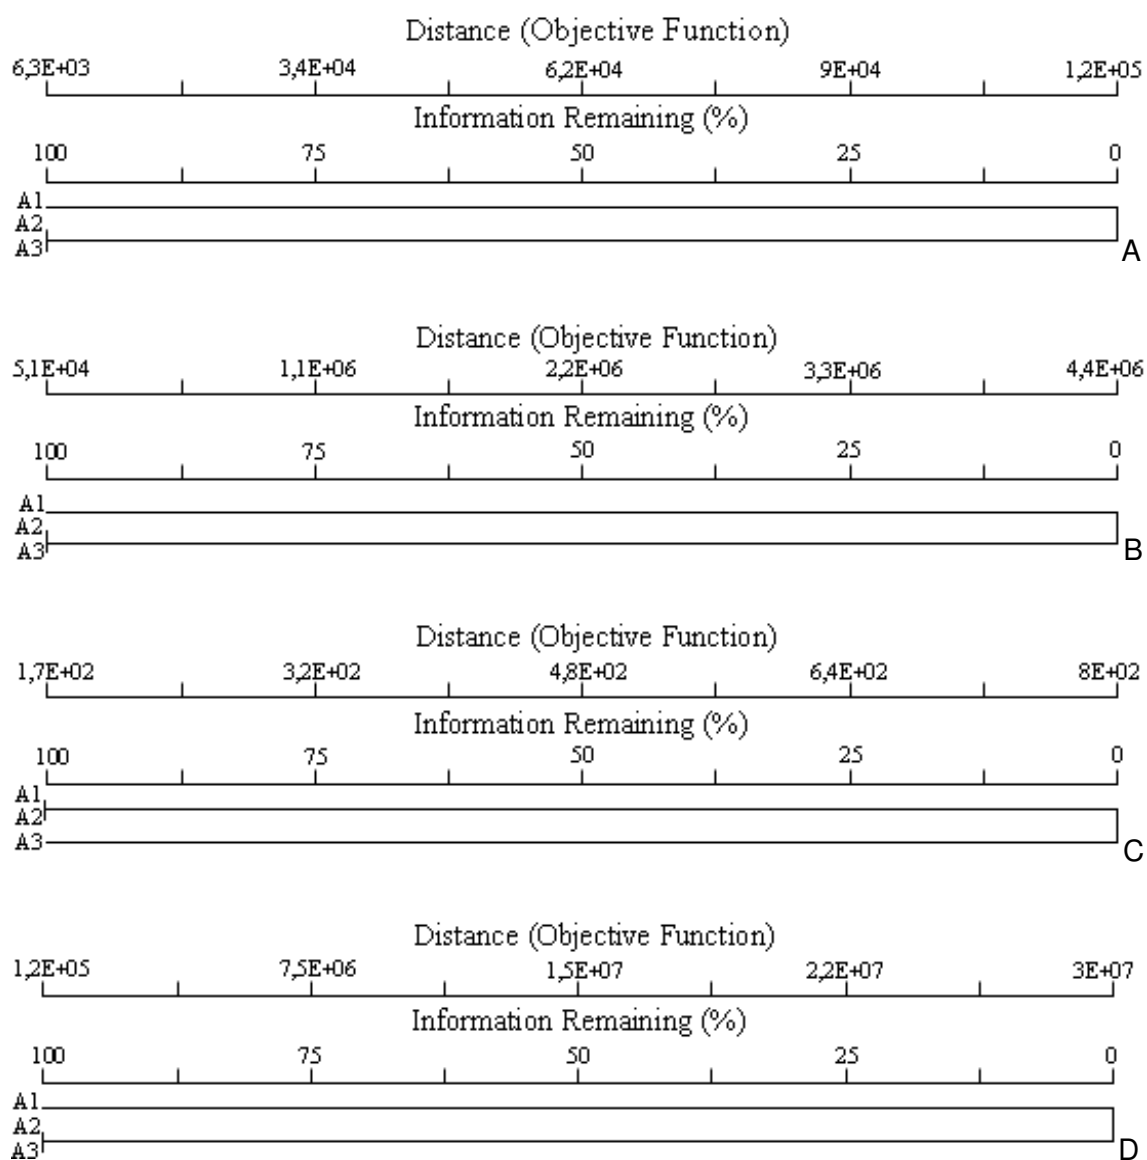 Distance (Objective Function)
6,3E+03 3,4E+04 6,2E+04 9E+04 1,2E+05
Information Remaining (%)
100 75 50 25 0
A1
A2
A3
A
Distance (Objective Function)
5,1E+04 1,1E+06 2,2E+06 3,3E+06 4,4E+06
Information Remaining (%)
100 75 50 25 0
A1
A2
A3
B
Distance (Objective Function)
1,7E+02 3,2E+02 4,8E+02 6,4E+02 8E+02
Information Remaining (%)
100 75 50 25 0
A1
A2
A3
C
Distance (Objective Function)
1,2E+05 7,5E+06 1,5E+07 2,2E+07 3E+07
Information Remaining (%)
100 75 50 25 0
A1
A2
A3
D